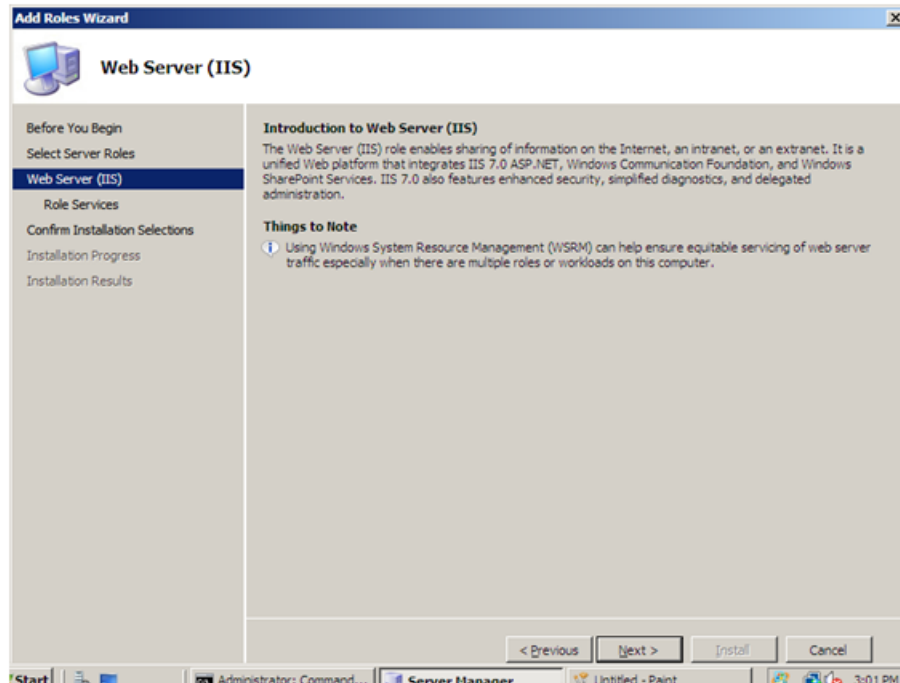 Add Roles Wizard
Web Server (IIS)
Before You Begin
Select Server Roles
Web Server (IIS)
Role Services
Confirm Installation Selections
Installation Progress
Installation Results
Introduction to Web Server (IIS)
The Web Server (IIS) role enables sharing of information on the Internet, an intranet, or an extranet. It is a
unified Web platform that integrates IIS 7.0 ASP.NET, Windows Communication Foundation, and Windows
SharePoint Services. IIS 7.0 also features enhanced security, simplified diagnostics, and delegated
administration.
Things to Note
Using Windows System Resource Management (WSRM) can help ensure equitable servicing of web server
traffic especially when there are multiple roles or workloads on this computer.
< Previous Next > Install Cancel
Start Administrator: Command... Server Manager Untitled - Paint 3:01 PM